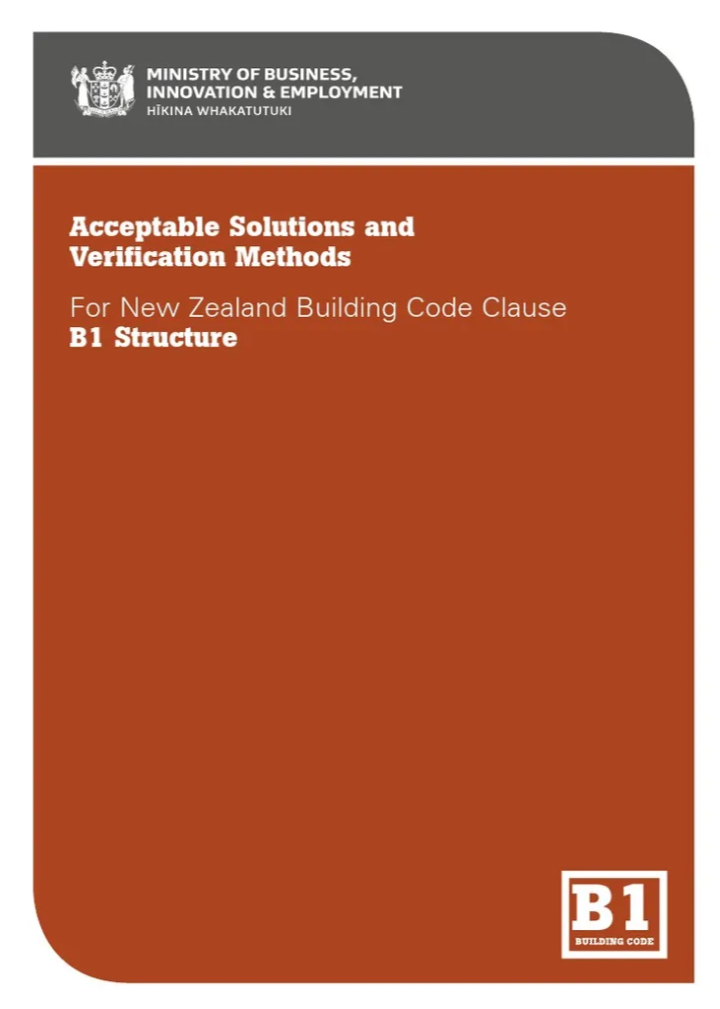 MINISTRY OF BUSINESS,
INNOVATION & EMPLOYMENT
HĪKINA WHAKATUTUKI
Acceptable Solutions and
Verification Methods
For New Zealand Building Code Clause
B1 Structure
B1
BUILDING CODE